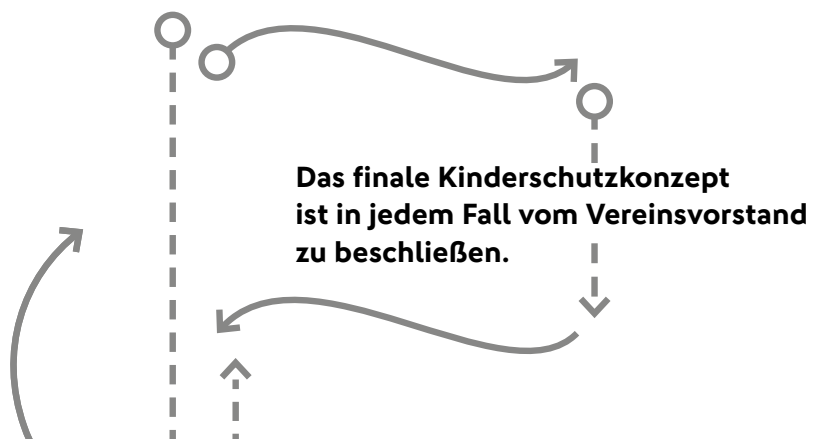 Das finale Kinderschutzkonzept
ist in jedem Fall vom Vereinsvorstand
zu beschließen.